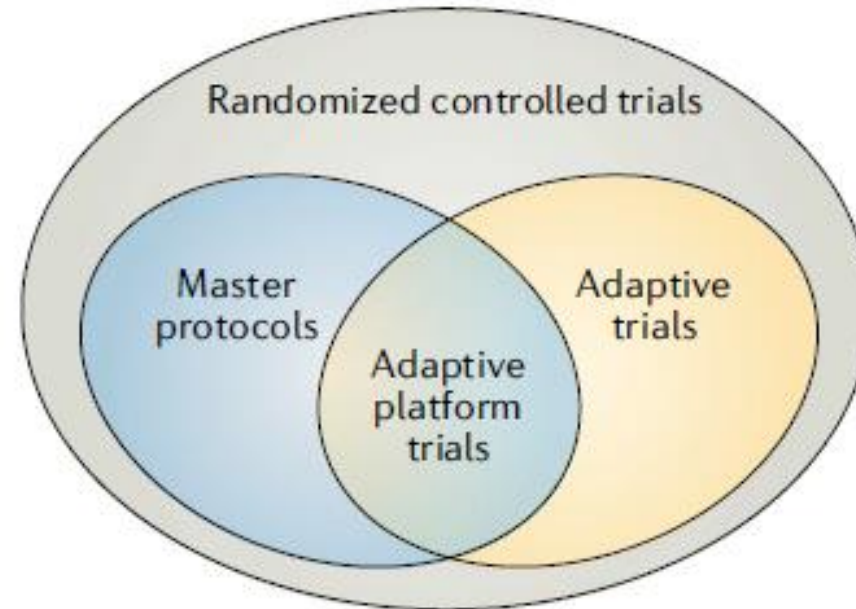 Randomized controlled trials
Master
protocols
Adaptive
trials
Adaptive
platform
trials